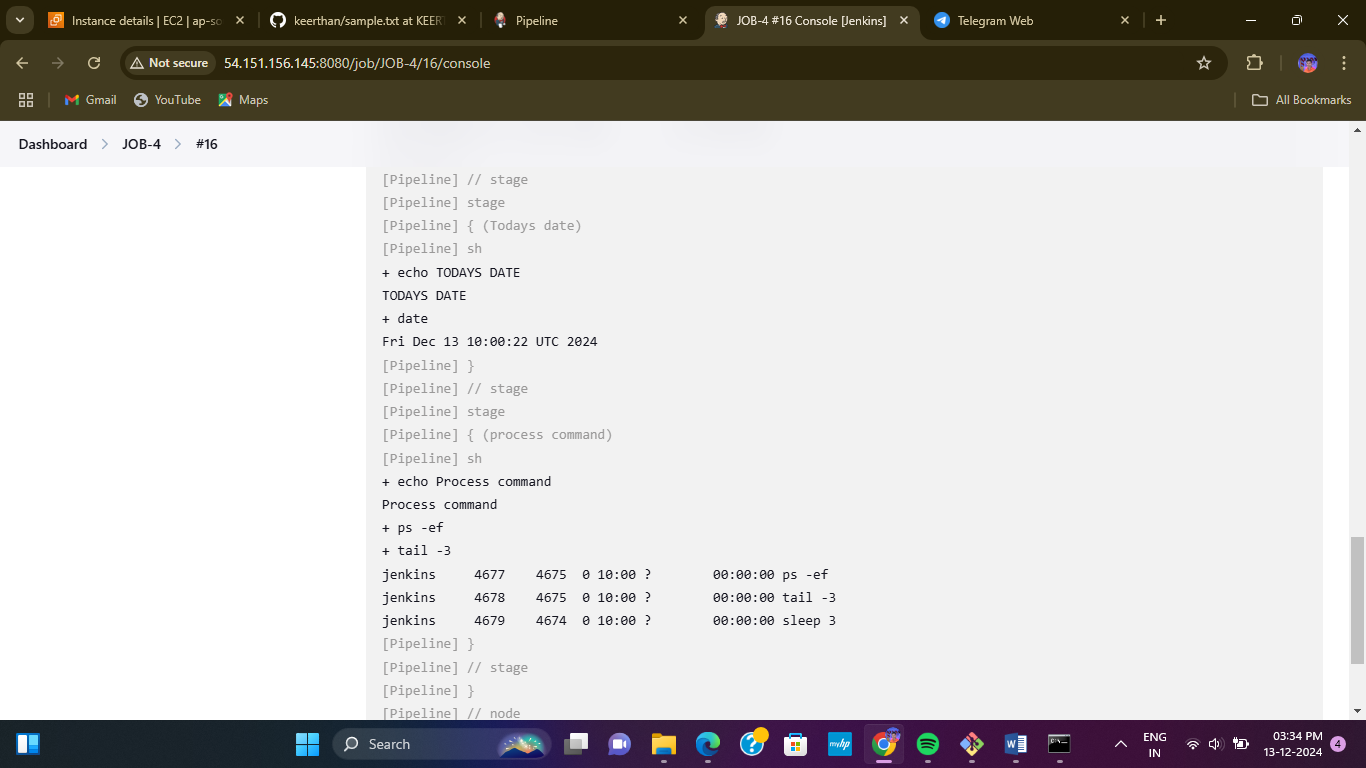 Instance details | EC2 | ap-so
keerthan/sample.txt at KEER
Pipeline
JOB-4 #16 Console [Jenkins]
Telegram Web
Not secure
54.151.156.145:8080/job/JOB-4/16/console
Gmail
YouTube
Maps
All Bookmarks
Dashboard
JOB-4
#16
[Pipeline] // stage
[Pipeline] stage
[Pipeline] { (Todays date)
[Pipeline] sh
+ echo TODAYS DATE
TODAYS DATE
+ date
Fri Dec 13 10:00:22 UTC 2024
[Pipeline] }
[Pipeline] // stage
[Pipeline] stage
[Pipeline] { (process command)
[Pipeline] sh
+ echo Process command
Process command
+ ps -ef
+ tail -3
jenkins     4677    4675  0 10:00 ?        00:00:00 ps -ef
jenkins     4678    4675  0 10:00 ?        00:00:00 tail -3
jenkins     4679    4674  0 10:00 ?        00:00:00 sleep 3
[Pipeline] }
[Pipeline] // stage
[Pipeline] }
[Pipeline] // node
Search
myhp
ENG
IN
03:34 PM
13-12-2024
4